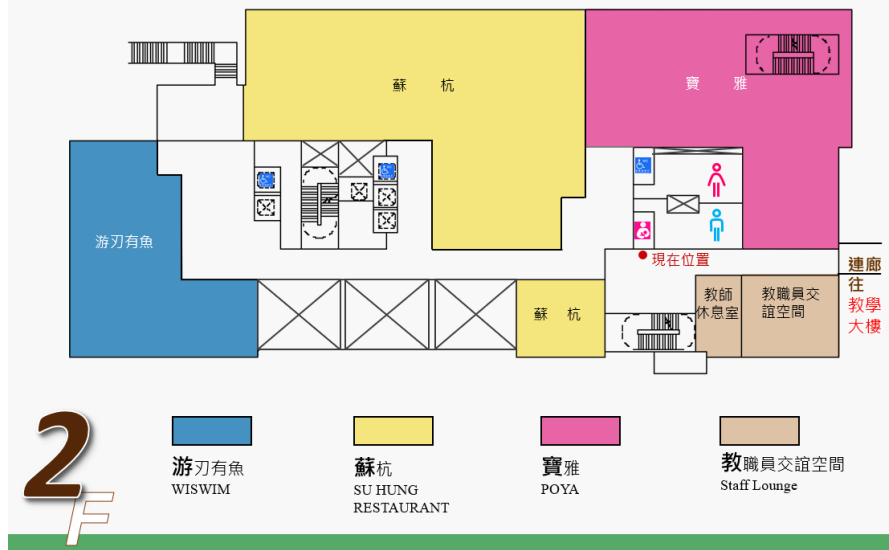 蘇 杭
寶 雅
游刃有魚
現在位置
連廊
往
教學
大樓
蘇 杭
教師
休息室
教職員交
誼空間
2F
游刃有魚
WISWIM
蘇杭
SU HUNG
RESTAURANT
寶雅
POYA
教職員交誼空間
Staff Lounge